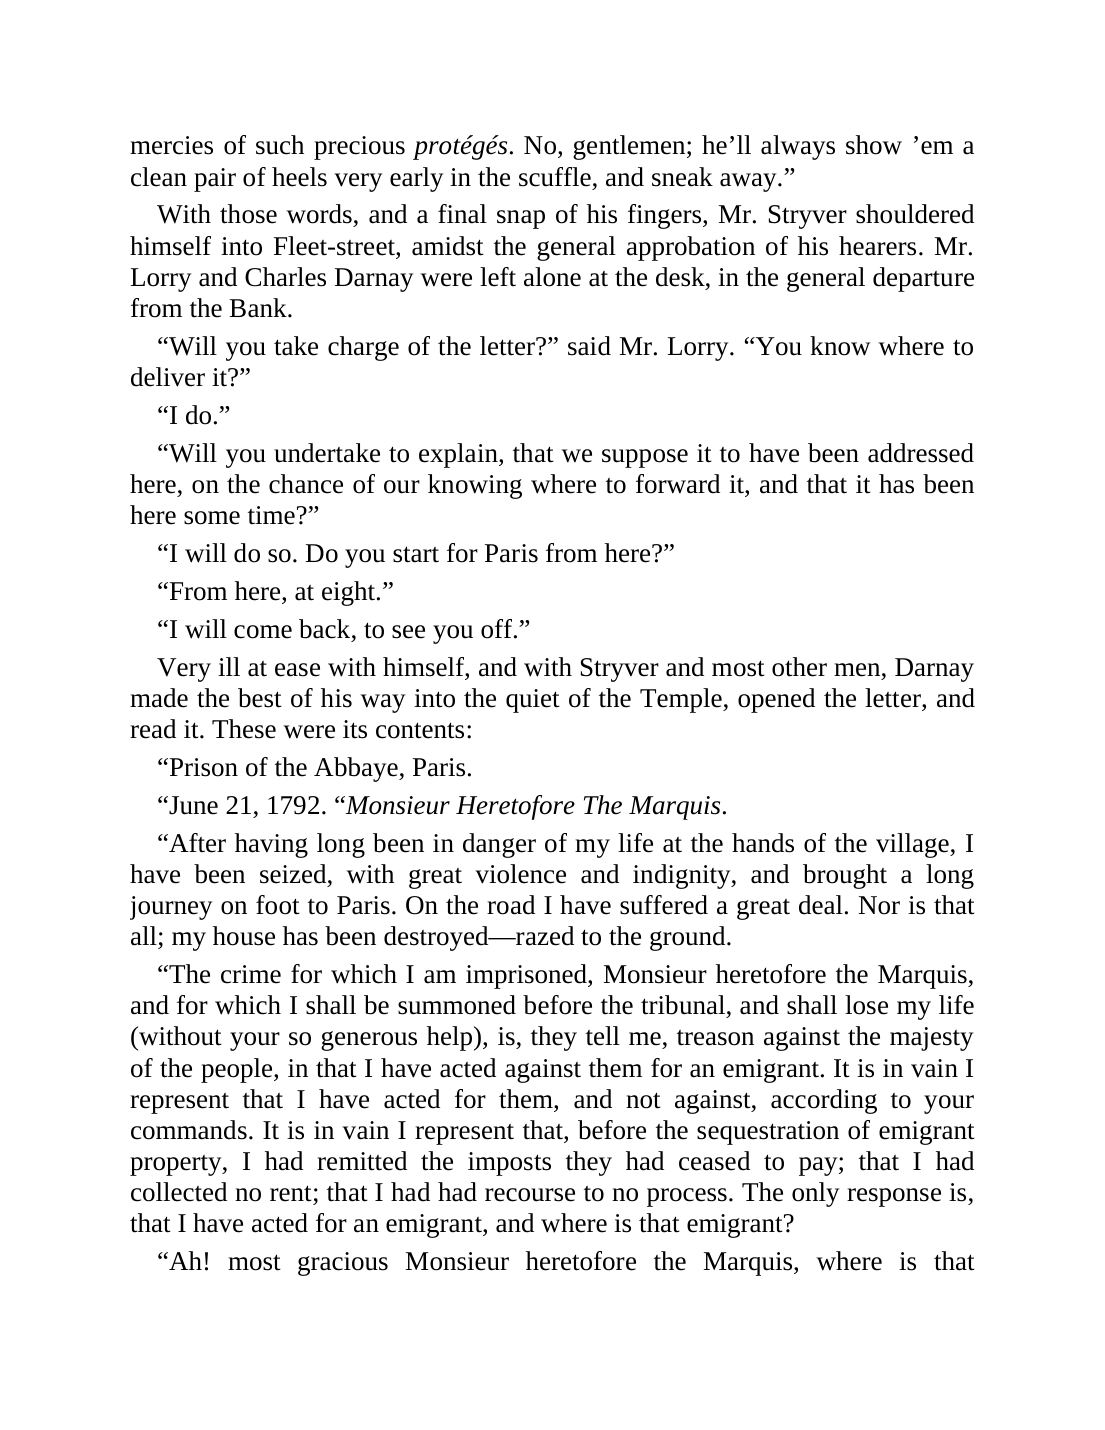 mercies of such precious protégés. No, gentlemen; he’ll always show ’em a
clean pair of heels very early in the scuffle, and sneak away.”
With those words, and a final snap of his fingers, Mr. Stryver shouldered
himself into Fleet-street, amidst the general approbation of his hearers. Mr.
Lorry and Charles Darnay were left alone at the desk, in the general departure
from the Bank.
“Will you take charge of the letter?” said Mr. Lorry. “You know where to
deliver it?”
“I do.”
“Will you undertake to explain, that we suppose it to have been addressed
here, on the chance of our knowing where to forward it, and that it has been
here some time?”
“I will do so. Do you start for Paris from here?”
“From here, at eight.”
“I will come back, to see you off.”
Very ill at ease with himself, and with Stryver and most other men, Darnay
made the best of his way into the quiet of the Temple, opened the letter, and
read it. These were its contents:
“Prison of the Abbaye, Paris.
“June 21, 1792. “Monsieur Heretofore The Marquis.
“After having long been in danger of my life at the hands of the village, I
have been seized, with great violence and indignity, and brought a long
journey on foot to Paris. On the road I have suffered a great deal. Nor is that
all; my house has been destroyed—razed to the ground.
“The crime for which I am imprisoned, Monsieur heretofore the Marquis,
and for which I shall be summoned before the tribunal, and shall lose my life
(without your so generous help), is, they tell me, treason against the majesty
of the people, in that I have acted against them for an emigrant. It is in vain I
represent that I have acted for them, and not against, according to your
commands. It is in vain I represent that, before the sequestration of emigrant
property, I had remitted the imposts they had ceased to pay; that I had
collected no rent; that I had had recourse to no process. The only response is,
that I have acted for an emigrant, and where is that emigrant?
“Ah! most gracious Monsieur heretofore the Marquis, where is that